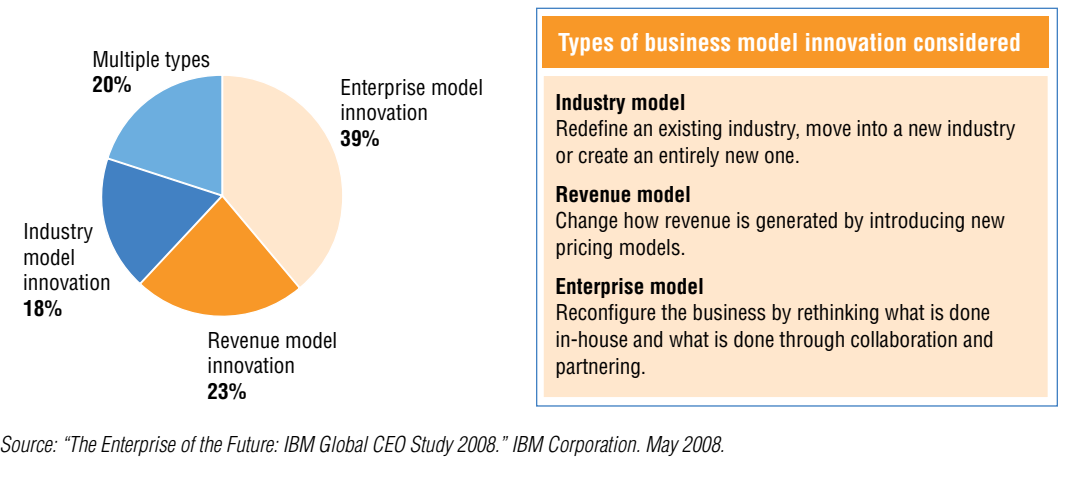 Multiple types
20%
Enterprise model
innovation
39%
Industry
model
innovation
18%
Revenue model
innovation
23%
Types of business model innovation considered
Industry model
Redefine an existing industry, move into a new industry
or create an entirely new one.
Revenue model
Change how revenue is generated by introducing new
pricing models.
Enterprise model
Reconfigure the business by rethinking what is done
in-house and what is done through collaboration and
partnering.
Source: “The Enterprise of the Future: IBM Global CEO Study 2008.” IBM Corporation. May 2008.